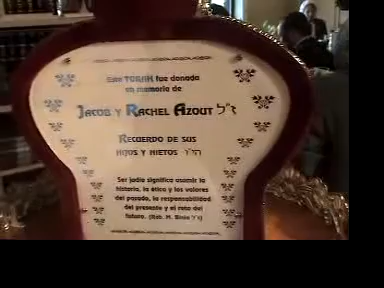 Este TORAH fue donada
en memoria de
JACOB Y RACHEL AZOUT ז״ל
RECUERDO DE SUS
HIJOS Y NIETOS הי״ו
Ser judío significa asumir la
historia, la ética y los valores
del pasado, la responsabilidad
del presente y el reto del
futuro. (Rab. M. Binia ז״ל)